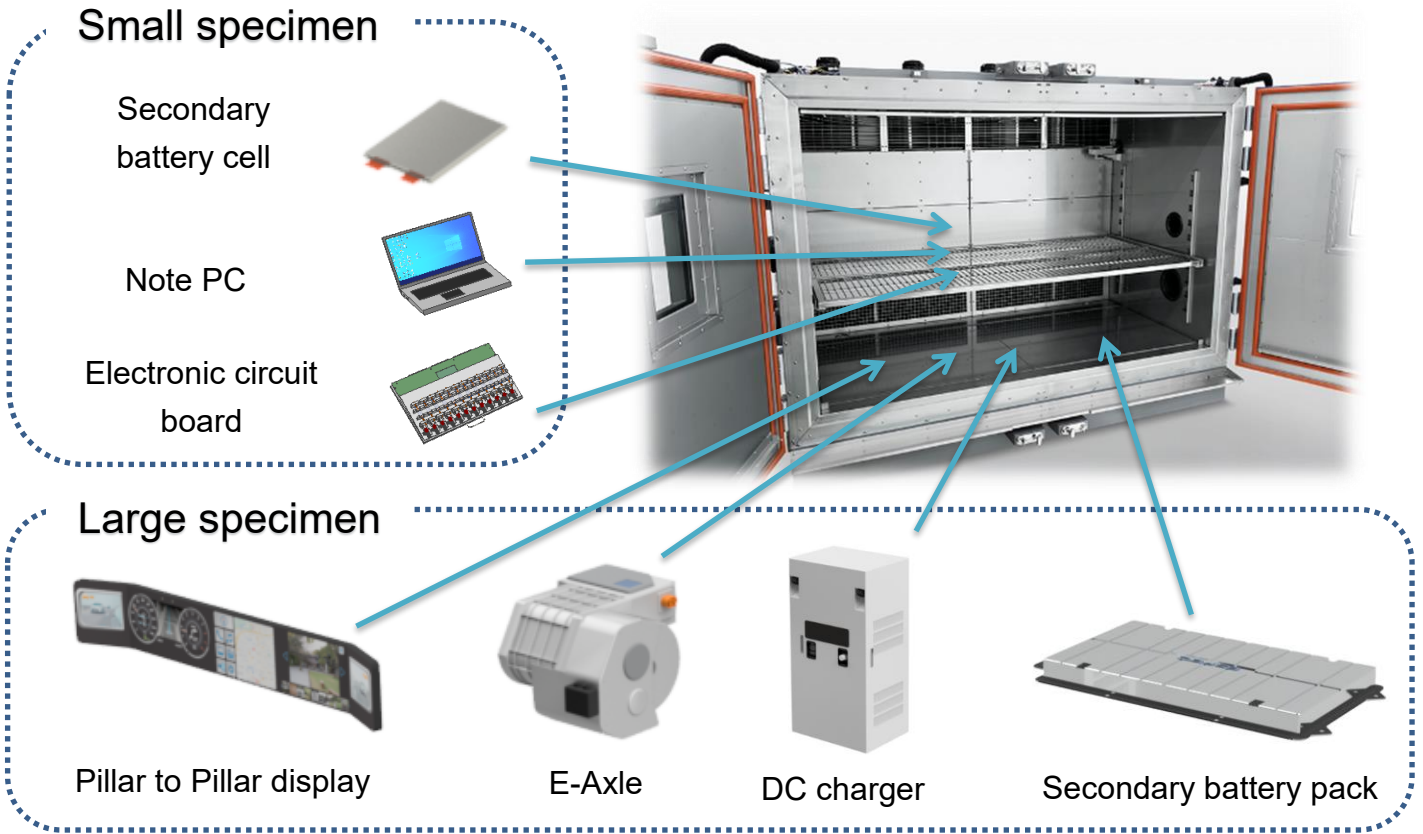 Small specimen
Secondary
battery cell
Note PC
Electronic circuit
board
Large specimen
Pillar to Pillar display
E-Axle
DC charger
Secondary battery pack